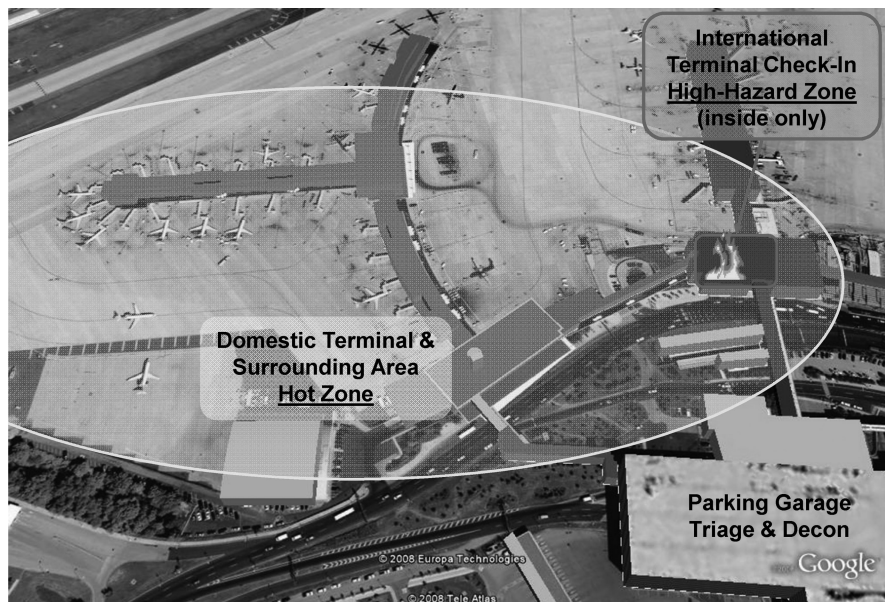 International
Terminal Check-In
High-Hazard Zone
(inside only)
Domestic Terminal &
Surrounding Area
Hot Zone
Parking Garage
Triage & Decon
© 2008 Europa Technologies
Google
© 2008 Tele Atlas